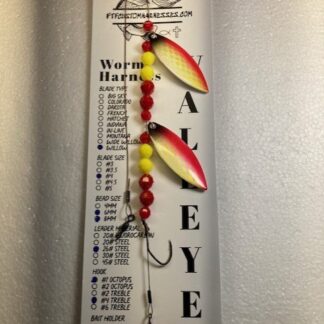 FTFCUSTOMHARNESSES.COM
Worm
Harness
BLADE TYPE
BIG SKY
COLORADO
DAKOTA
FRENCH
HATCHET
INDIANA
IN-LINE
MONTANA
WIDE WILLOW
WILLOW
BLADE SIZE
#3
#3.5
#4
#4.5
#5
BEAD SIZE
4MM
6MM
8MM
LEADER MATERIAL
20# STEEL
26# STEEL
30# STEEL
45# STEEL
HOOK
#1 OCTOPUS
#2 OCTOPUS
#2 TREBLE
#4 TREBLE
#6 TREBLE
BAIT HOLDER
WALLEYE